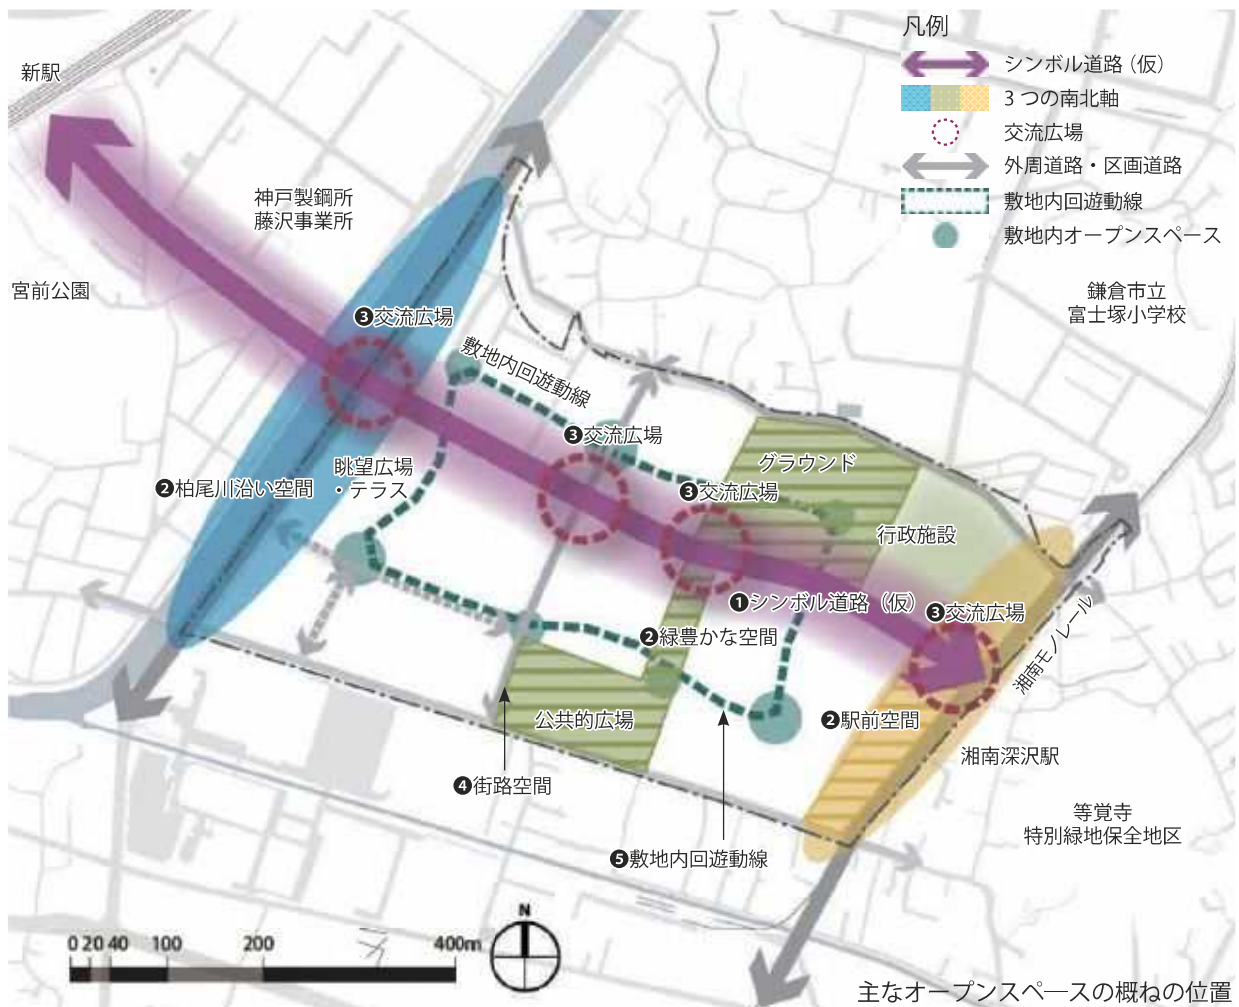 凡例
シンボル道路（仮）
3つの南北軸
交流広場
外周道路・区画道路
敷地内回遊動線
敷地内オープンスペース
新駅
神戸製鋼所
藤沢事業所
宮前公園
鎌倉市立
富士塚小学校
❸交流広場
敷地内回遊動線
❸交流広場
グラウンド
眺望広場
・テラス
❷柏尾川沿い空間
❸交流広場
行政施設
❶シンボル道路（仮）
❸交流広場
❷緑豊かな空間
湘南モノレール
公共的広場
❷駅前空間
湘南深沢駅
❹街路空間
等覚寺
特別緑地保全地区
❺敷地内回遊動線
N
0 20 40 100 200 400m
主なオープンスペースの概ねの位置